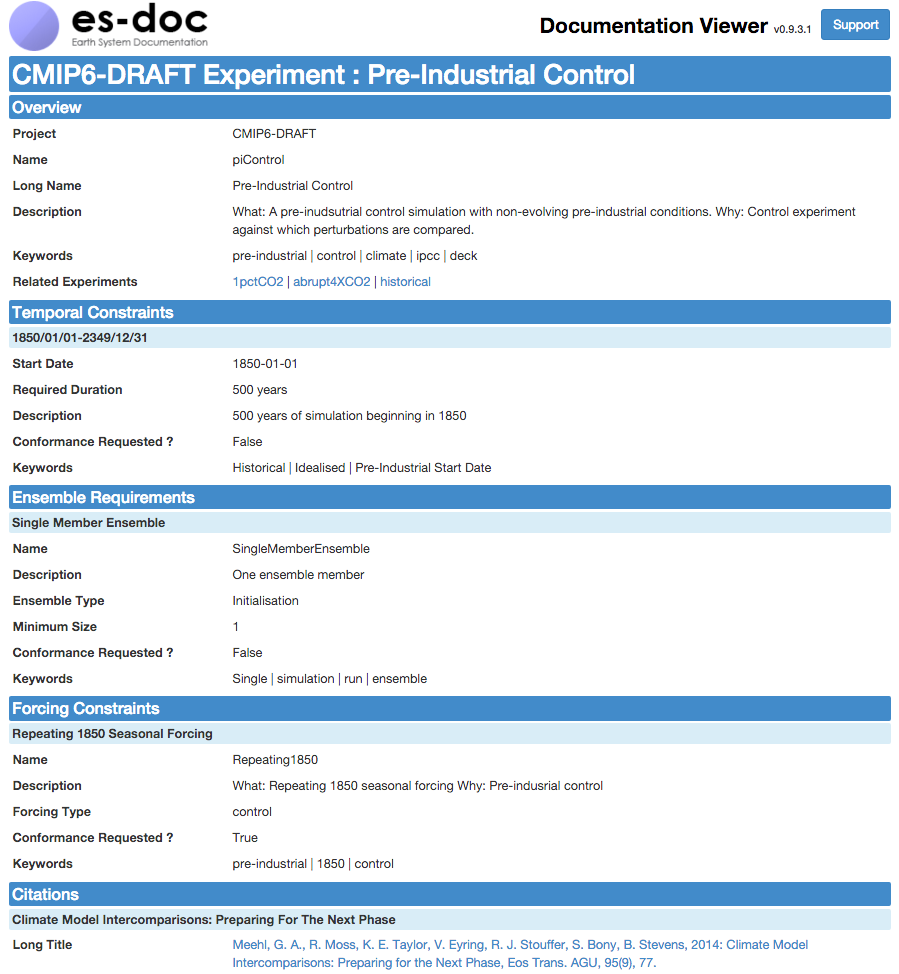 es-doc
Earth System Documentation
Documentation Viewer v0.9.3.1 Support
CMIP6-DRAFT Experiment : Pre-Industrial Control
Overview
Project CMIP6-DRAFT
Name piControl
Long Name Pre-Industrial Control
Description What: A pre-inudsutrial control simulation with non-evolving pre-industrial conditions. Why: Control experiment
against which perturbations are compared.
Keywords pre-industrial | control | climate | ipcc | deck
Related Experiments 1pctCO2 | abrupt4XCO2 | historical
Temporal Constraints
1850/01/01-2349/12/31
Start Date 1850-01-01
Required Duration 500 years
Description 500 years of simulation beginning in 1850
Conformance Requested ? False
Keywords Historical | Idealised | Pre-Industrial Start Date
Ensemble Requirements
Single Member Ensemble
Name SingleMemberEnsemble
Description One ensemble member
Ensemble Type Initialisation
Minimum Size 1
Conformance Requested ? False
Keywords Single | simulation | run | ensemble
Forcing Constraints
Repeating 1850 Seasonal Forcing
Name Repeating1850
Description What: Repeating 1850 seasonal forcing Why: Pre-indusrial control
Forcing Type control
Conformance Requested ? True
Keywords pre-industrial | 1850 | control
Citations
Climate Model Intercomparisons: Preparing For The Next Phase
Long Title Meehl, G. A., R. Moss, K. E. Taylor, V. Eyring, R. J. Stouffer, S. Bony, B. Stevens, 2014: Climate Model
Intercomparisons: Preparing for the Next Phase, Eos Trans. AGU, 95(9), 77.